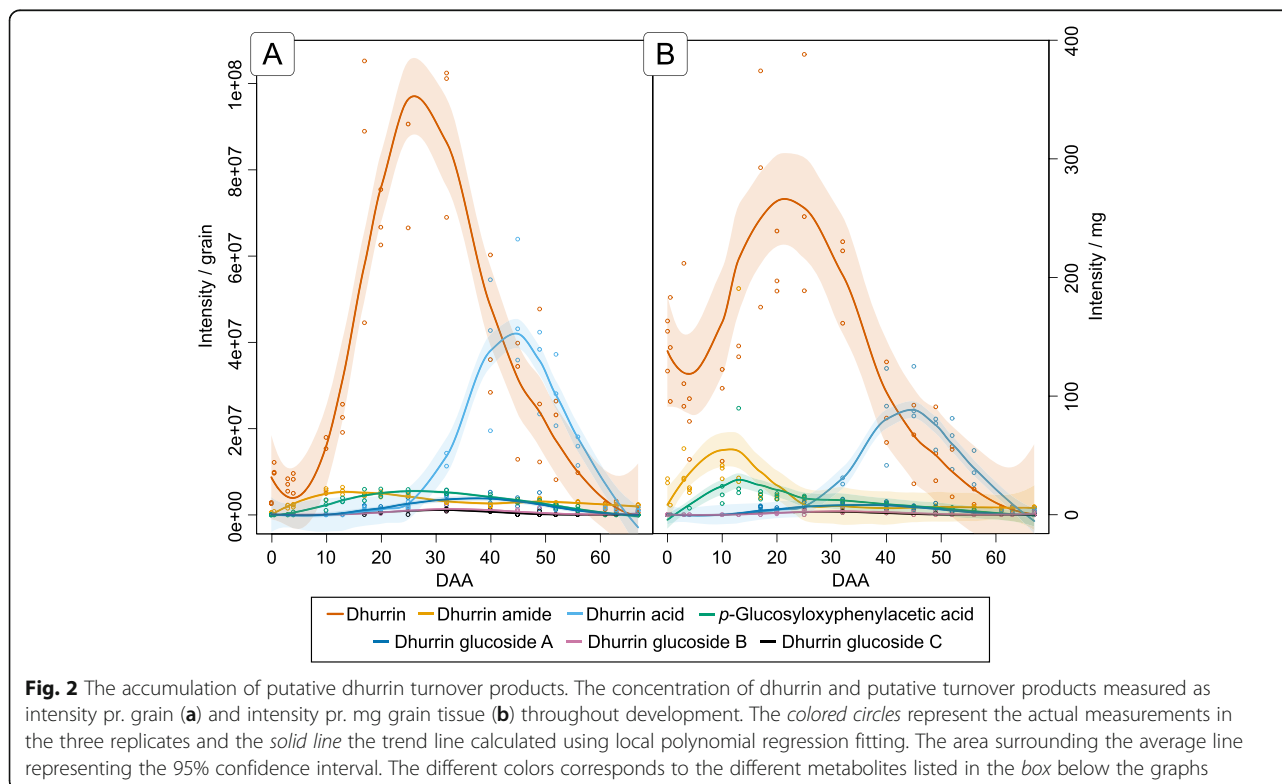 A
B
1e+08
8e+07
6e+07
4e+07
2e+07
0e+00
Intensity / grain
0 10 20 30 40 50 60
DAA
400
300
200
100
0
Intensity / mg
0 10 20 30 40 50 60
DAA
Dhurrin Dhurrin amide Dhurrin acid p-Glucosyloxyphenylacetic acid
Dhurrin glucoside A Dhurrin glucoside B Dhurrin glucoside C
Fig. 2 The accumulation of putative dhurrin turnover products. The concentration of dhurrin and putative turnover products measured as
intensity pr. grain (a) and intensity pr. mg grain tissue (b) throughout development. The colored circles represent the actual measurements in
the three replicates and the solid line the trend line calculated using local polynomial regression fitting. The area surrounding the average line
representing the 95% confidence interval. The different colors corresponds to the different metabolites listed in the box below the graphs